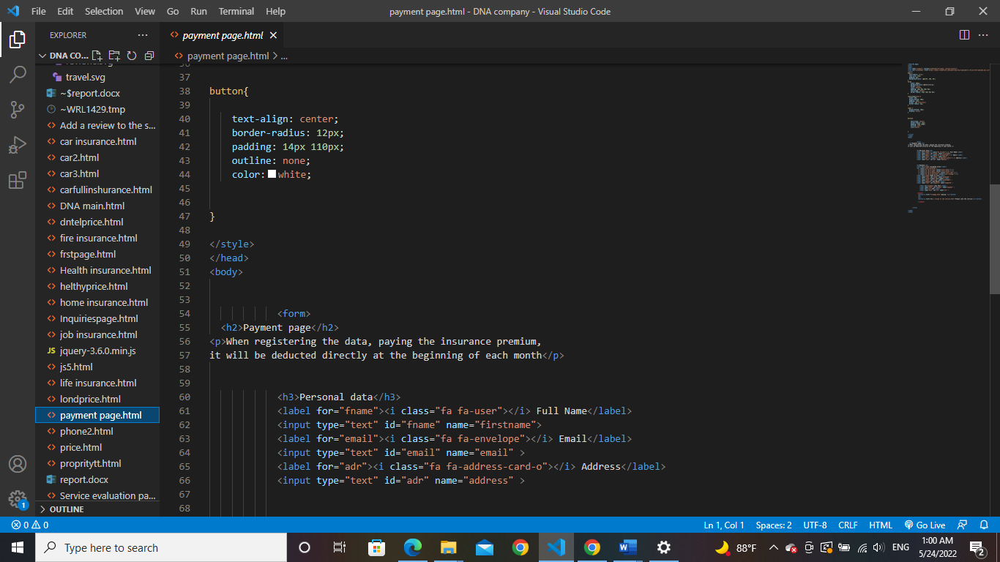 File Edit Selection View Go Run Terminal Help
payment page.html - DNA company - Visual Studio Code
EXPLORER
payment page.html
DNA CO...
payment page.html > ...
travel.svg
~$report.docx
~WRL1429.tmp
Add a review to the s...
car insurance.html
car2.html
car3.html
carfullinshurance.html
DNA main.html
dntelprice.html
fire insurance.html
frstpage.html
Health insurance.html
helthyprice.html
home insurance.html
Inquiriespage.html
job insurance.html
JS jquery-3.6.0.min.js
js5.html
life insurance.html
londprice.html
payment page.html
phone2.html
price.html
propritytt.html
report.docx
Service evaluation pa...
OUTLINE
36
37
38 button{
39
40 text-align: center;
41 border-radius: 12px;
42 padding: 14px 110px;
43 outline: none;
44 color: white;
45
46
47 }
48
49 </style>
50 </head>
51 <body>
52
53
54 <form>
55 <h2>Payment page</h2>
56 <p>When registering the data, paying the insurance premium,
57 it will be deducted directly at the beginning of each month</p>
58
59
60 <h3>Personal data</h3>
61 <label for="fname"><i class="fa fa-user"></i> Full Name</label>
62 <input type="text" id="fname" name="firstname">
63 <label for="email"><i class="fa fa-envelope"></i> Email</label>
64 <input type="text" id="email" name="email" >
65 <label for="adr"><i class="fa fa-address-card-o"></i> Address</label>
66 <input type="text" id="adr" name="address" >
67
68
1
0 0
Ln 1, Col 1 Spaces: 2 UTF-8 CRLF HTML Go Live
Type here to search
88°F
ENG
1:00 AM
5/24/2022
2